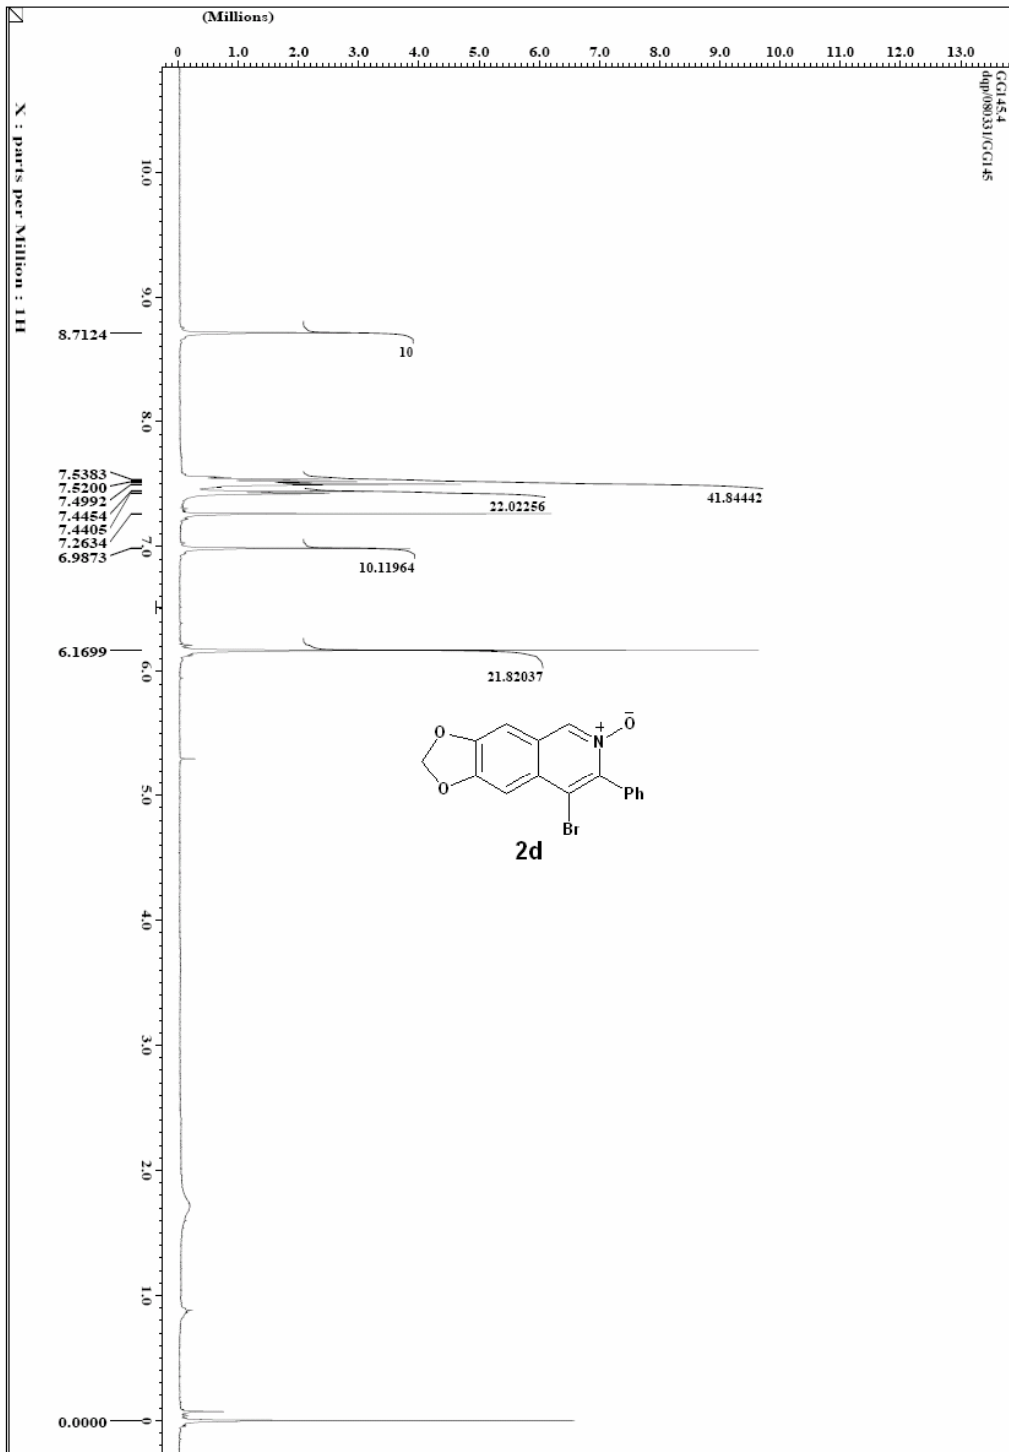 (Millions)
0 1.0 2.0 3.0 4.0 5.0 6.0 7.0 8.0 9.0 10.0 11.0 12.0 13.0
GG145.4
dqp/080331/GG145
X : parts per Million : 1H
10.0
9.0
8.0
7.0
6.0
5.0
4.0
3.0
2.0
1.0
0
8.7124
7.5383
7.5200
7.4992
7.4454
7.4405
7.2634
6.9873
6.1699
0.0000
10
41.84442
22.02256
10.11964
21.82037
O
O
+
N
−
O
Ph
Br
2d